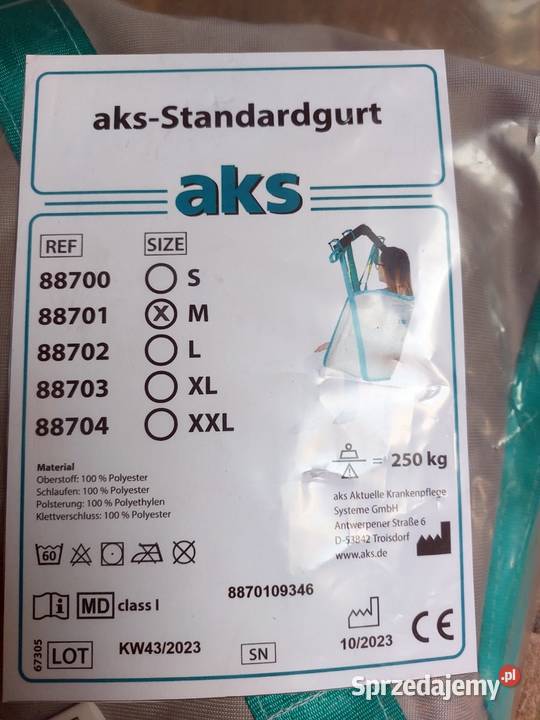 aks-Standardgurt
aks
REF SIZE
88700 S
88701 X M
88702 L
88703 XL
88704 XXL
= 250 kg
Material
Oberstoff: 100 % Polyester
Schlaufen: 100 % Polyester
Polsterung: 100 % Polyethylen
Klettverschluss: 100 % Polyester
aks Aktuelle Krankenpflege
Systeme GmbH
Antwerpener Straße 6
D-53842 Troisdorf
www.aks.de
60
8870109346
i MD class I
67305
LOT KW43/2023 SN 10/2023 CE
Sprzedajemy.pl